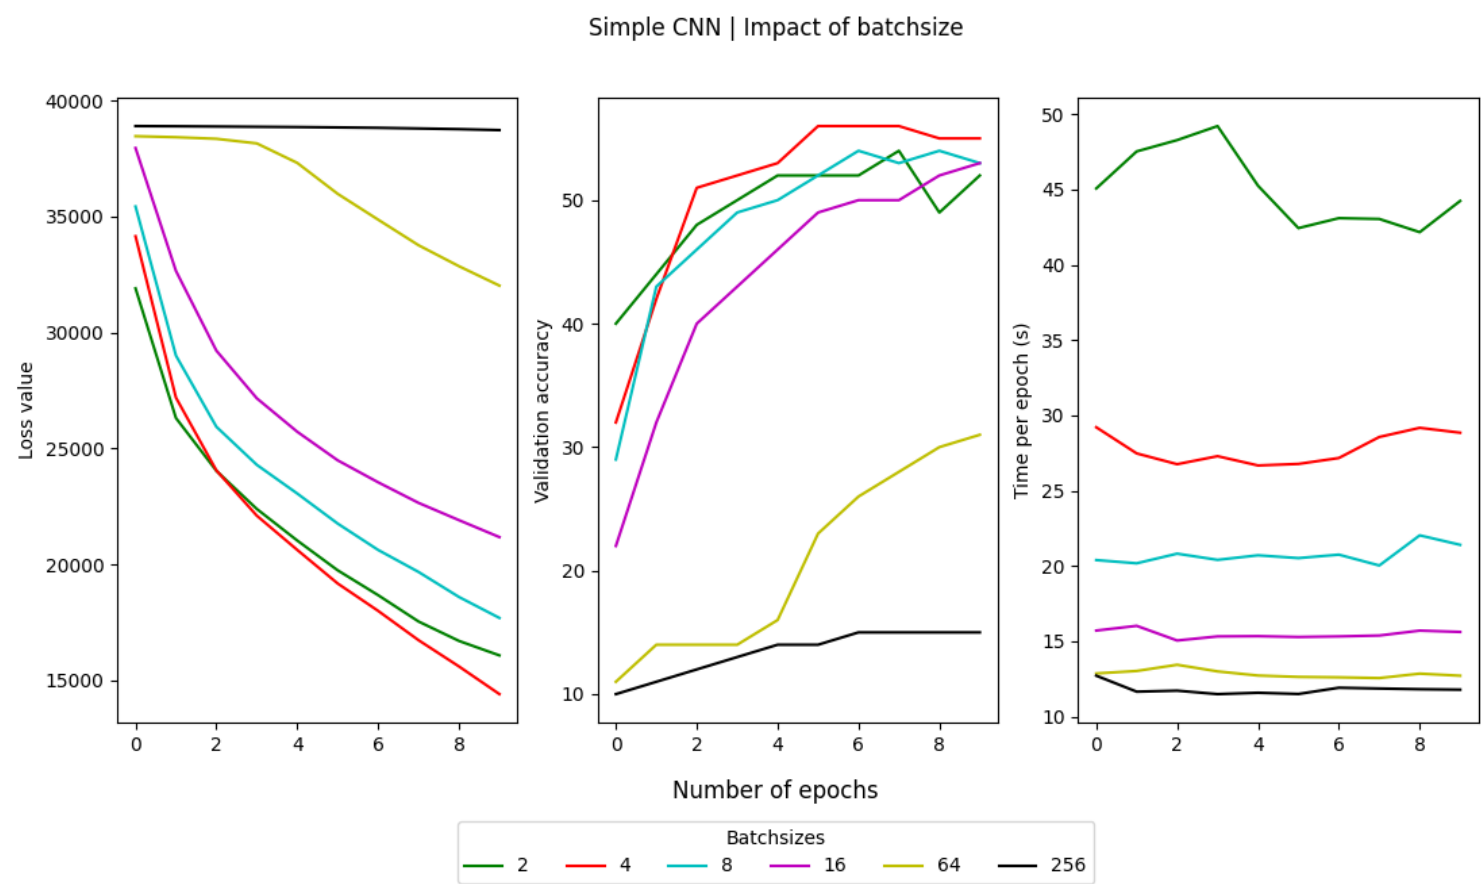 Simple CNN | Impact of batchsize
Loss value
40000
35000
30000
25000
20000
15000
0 2 4 6 8
Validation accuracy
50
40
30
20
10
0 2 4 6 8
Time per epoch (s)
50
45
40
35
30
25
20
15
10
0 2 4 6 8
Number of epochs
Batchsizes
2 4 8 16 64 256